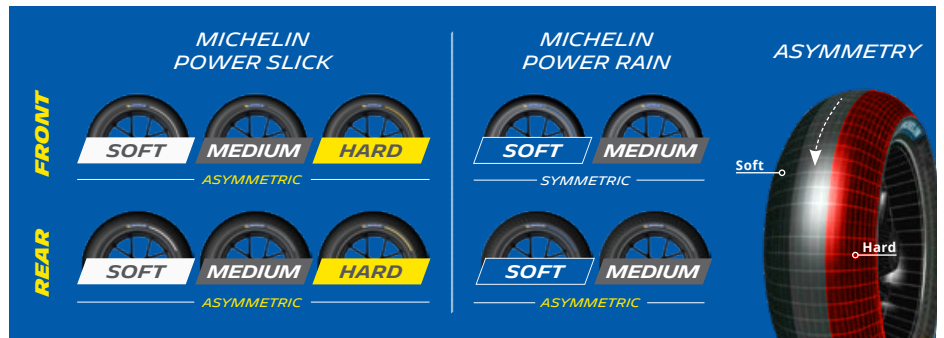 MICHELIN
POWER SLICK
MICHELIN
POWER RAIN
ASYMMETRY
FRONT
SOFT
MEDIUM
HARD
SOFT
MEDIUM
ASYMMETRIC
SYMMETRIC
Soft
REAR
SOFT
MEDIUM
HARD
SOFT
MEDIUM
Hard
ASYMMETRIC
ASYMMETRIC